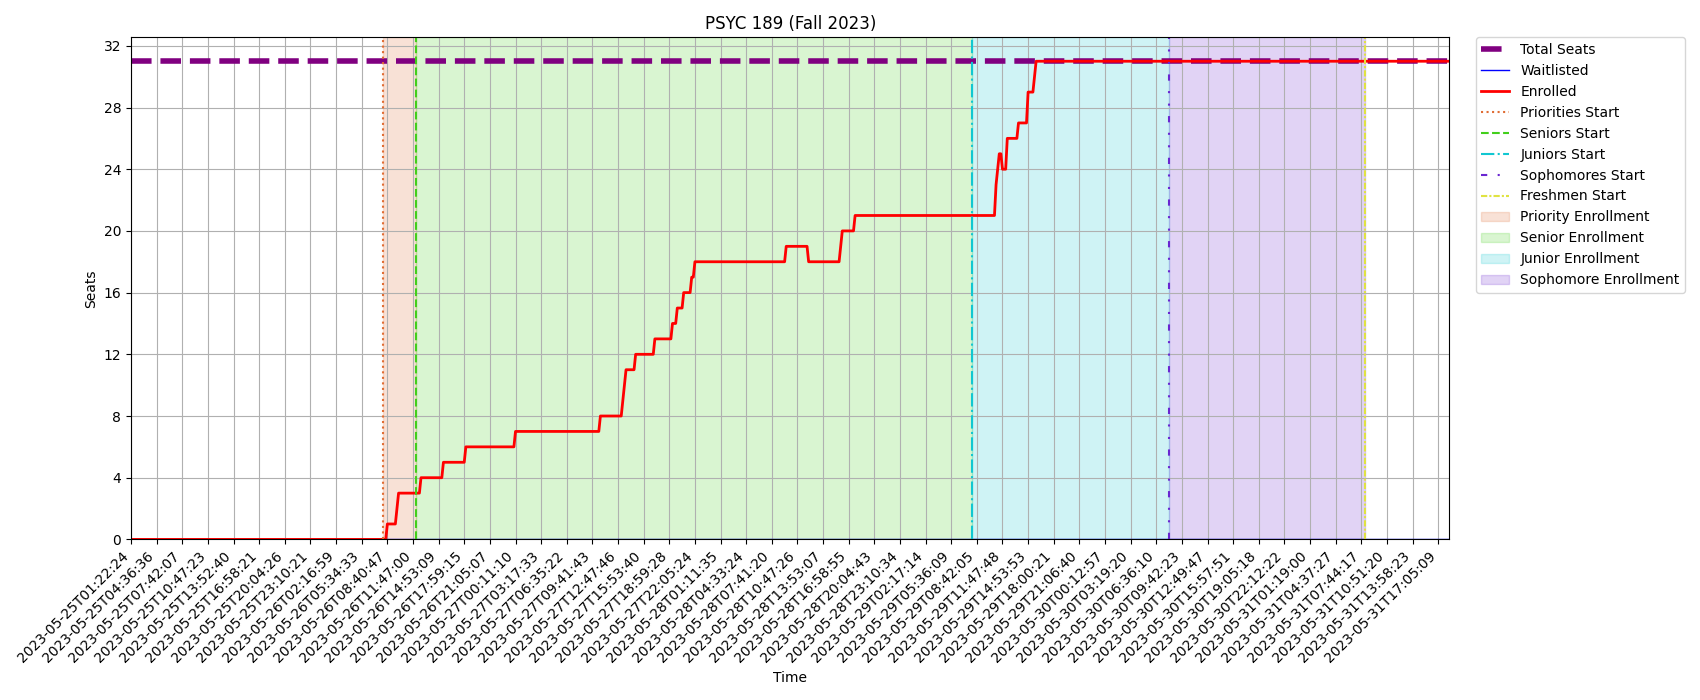 PSYC 189 (Fall 2023)
32
28
24
20
16
12
8
4
0
Seats
2023-05-25T01:22:24
2023-05-25T04:36:36
2023-05-25T07:42:07
2023-05-25T10:47:23
2023-05-25T13:52:40
2023-05-25T16:58:21
2023-05-25T20:04:26
2023-05-25T23:10:21
2023-05-26T02:16:59
2023-05-26T05:34:33
2023-05-26T08:40:47
2023-05-26T11:47:00
2023-05-26T14:53:09
2023-05-26T17:59:15
2023-05-26T21:05:07
2023-05-27T00:11:10
2023-05-27T03:17:33
2023-05-27T06:35:22
2023-05-27T09:41:43
2023-05-27T12:47:46
2023-05-27T15:53:40
2023-05-27T18:59:28
2023-05-27T22:05:24
2023-05-28T01:11:35
2023-05-28T04:33:24
2023-05-28T07:41:20
2023-05-28T10:47:26
2023-05-28T13:53:07
2023-05-28T16:58:55
2023-05-28T20:04:43
2023-05-28T23:10:34
2023-05-29T02:17:14
2023-05-29T05:36:09
2023-05-29T08:42:05
2023-05-29T11:47:48
2023-05-29T14:53:53
2023-05-29T18:00:21
2023-05-29T21:06:40
2023-05-30T00:12:57
2023-05-30T03:19:20
2023-05-30T06:36:10
2023-05-30T09:42:23
2023-05-30T12:49:47
2023-05-30T15:57:51
2023-05-30T19:05:18
2023-05-30T22:12:22
2023-05-31T01:19:00
2023-05-31T04:37:27
2023-05-31T07:44:17
2023-05-31T10:51:20
2023-05-31T13:58:23
2023-05-31T17:05:09
Time
Total Seats
Waitlisted
Enrolled
Priorities Start
Seniors Start
Juniors Start
Sophomores Start
Freshmen Start
Priority Enrollment
Senior Enrollment
Junior Enrollment
Sophomore Enrollment